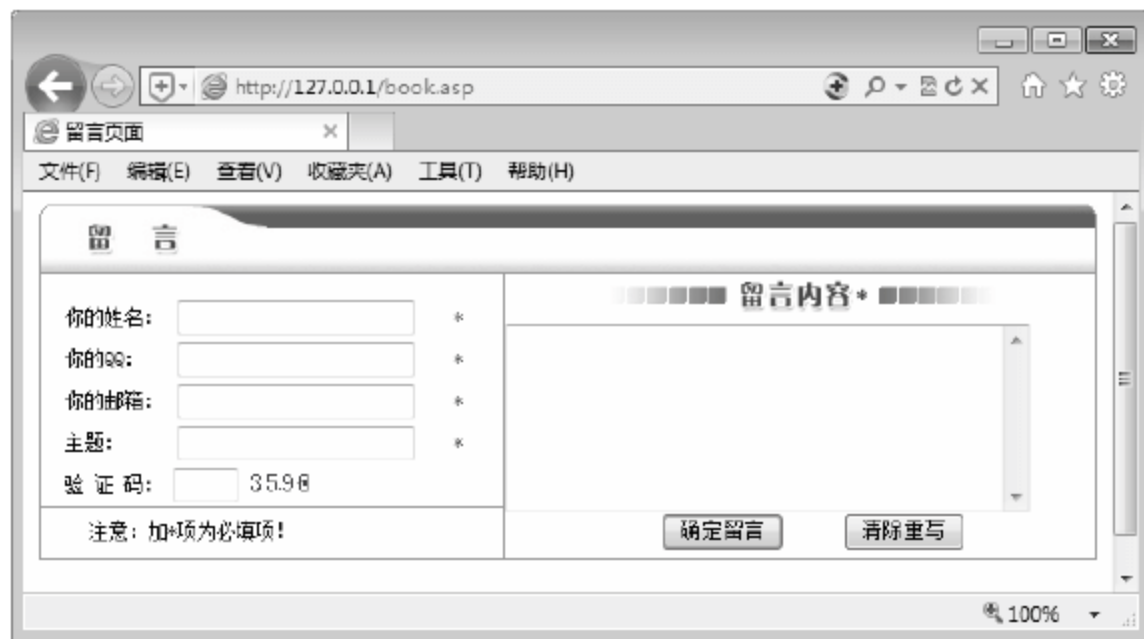 http://127.0.0.1/book.asp
留言页面
文件(F) 编辑(E) 查看(V) 收藏夹(A) 工具(T) 帮助(H)
留 言
留言内容*
你的姓名: *
你的QQ: *
你的邮箱: *
主题: *
验 证 码:
注意: 加*项为必填项!
确定留言 清除重写
100%